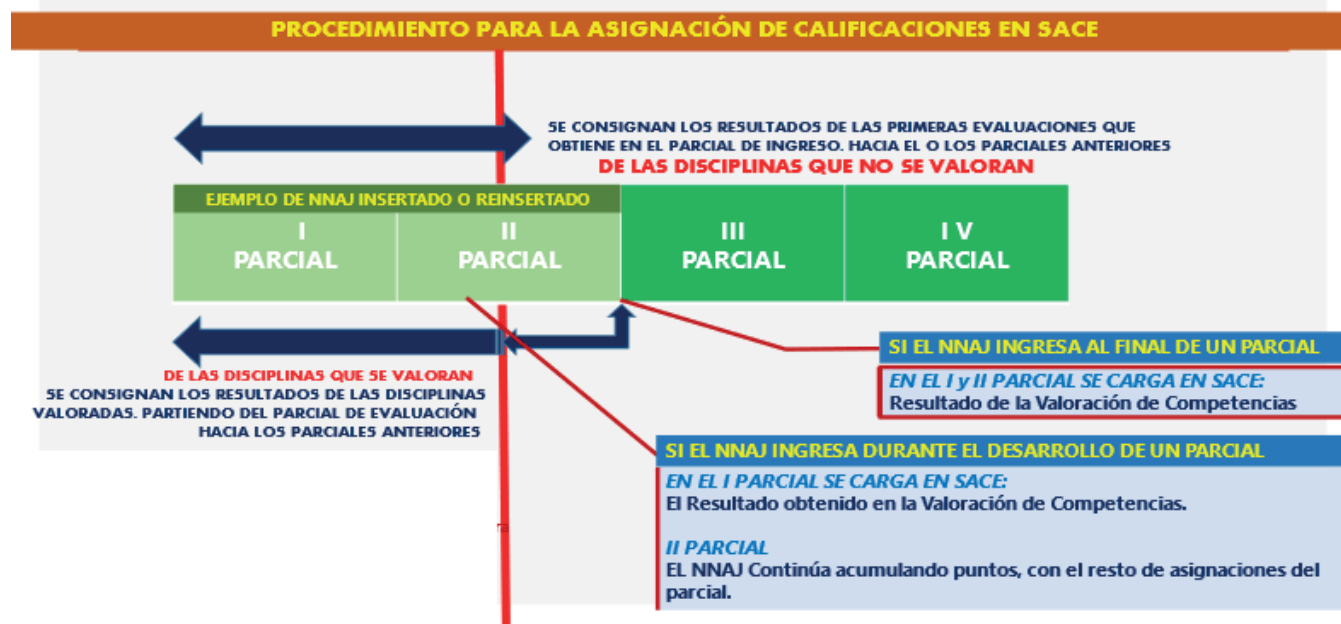 PROCEDIMIENTO PARA LA ASIGNACIÓN DE CALIFICACIONES EN SACE
SE CONSIGNAN LOS RESULTADOS DE LAS PRIMERAS EVALUACIONES QUE
OBTIENE EN EL PARCIAL DE INGRESO. HACIA EL O LOS PARCIALES ANTERIORES
DE LAS DISCIPLINAS QUE NO SE VALORAN
EJEMPLO DE NNAJ INSERTADO O REINSERTADO
I
PARCIAL
II
PARCIAL
III
PARCIAL
I V
PARCIAL
DE LAS DISCIPLINAS QUE SE VALORAN
SE CONSIGNAN LOS RESULTADOS DE LAS DISCIPLINAS
VALORADAS. PARTIENDO DEL PARCIAL DE EVALUACIÓN
HACIA LOS PARCIALES ANTERIORES
SI EL NNAJ INGRESA AL FINAL DE UN PARCIAL
EN EL I y II PARCIAL SE CARGA EN SACE:
Resultado de la Valoración de Competencias
SI EL NNAJ INGRESA DURANTE EL DESARROLLO DE UN PARCIAL
EN EL I PARCIAL SE CARGA EN SACE:
El Resultado obtenido en la Valoración de Competencias.
II PARCIAL
EL NNAJ Continúa acumulando puntos, con el resto de asignaciones del
parcial.